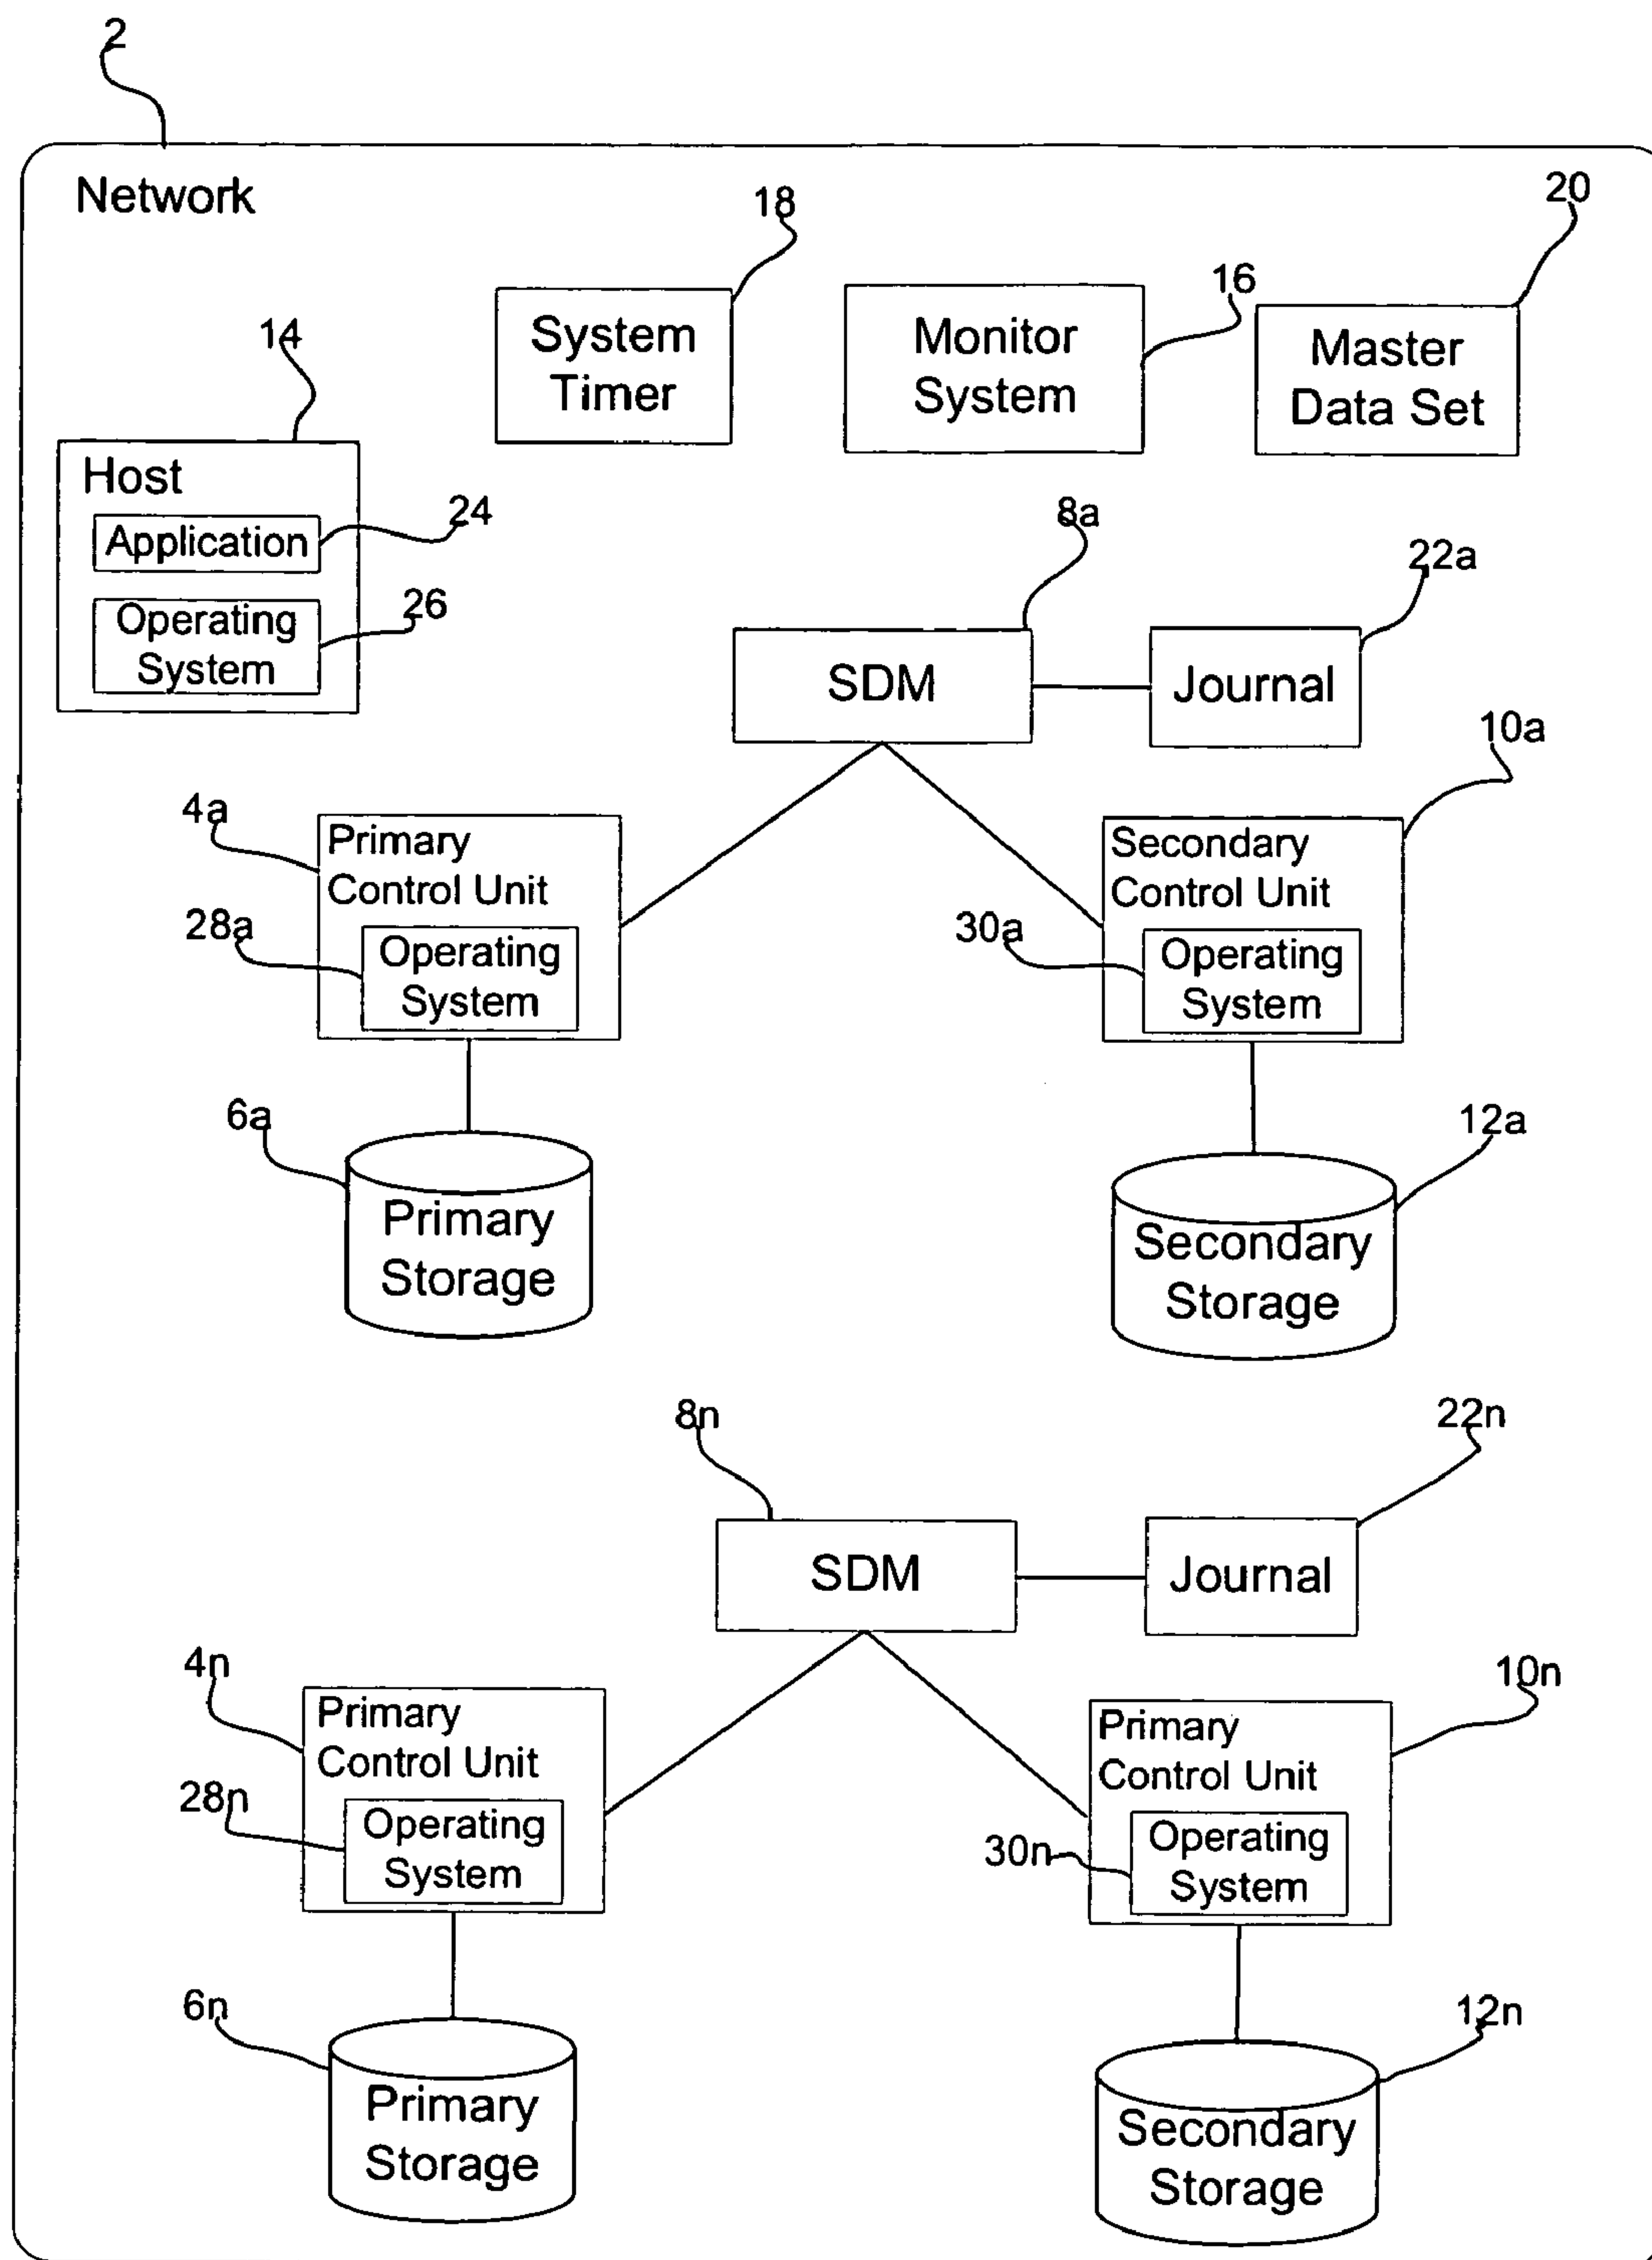 2
Network
18
20
16
14
System
Timer
Monitor
System
Master
Data Set
Host
Application
24
Operating
System
26
8a
22a
SDM
Journal
10a
4a
Primary
Control Unit
28a
Operating
System
Secondary
Control Unit
30a
Operating
System
6a
Primary
Storage
12a
Secondary
Storage
8n
22n
SDM
Journal
4n
Primary
Control Unit
28n
Operating
System
10n
Primary
Control Unit
30n
Operating
System
6n
Primary
Storage
12n
Secondary
Storage